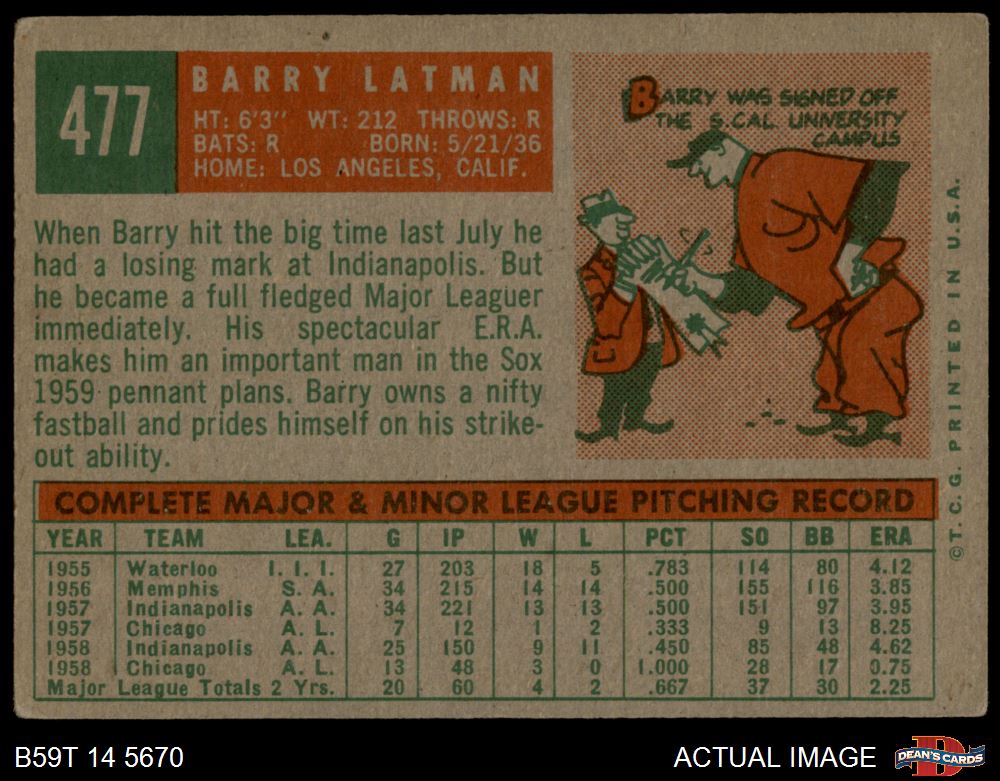 477
BARRY LATMAN
HT: 6'3" WT: 212 THROWS: R
BATS: R BORN: 5/21/36
HOME: LOS ANGELES, CALIF.
BARRY WAS SIGNED OFF
THE S. CAL. UNIVERSITY
CAMPUS
When Barry hit the big time last July he
had a losing mark at Indianapolis. But
he became a full fledged Major Leaguer
immediately. His spectacular E.R.A.
makes him an important man in the Sox
1959 pennant plans. Barry owns a nifty
fastball and prides himself on his strike-
out ability.
COMPLETE MAJOR & MINOR LEAGUE PITCHING RECORD
YEAR TEAM LEA. G IP W L PCT SO BB ERA
1955 Waterloo I. I. I. 27 203 18 5 .783 114 80 4.12
1956 Memphis S. A. 34 215 14 14 .500 155 116 3.85
1957 Indianapolis A. A. 34 221 13 13 .500 151 97 3.95
1957 Chicago A. L. 7 12 1 2 .333 9 13 8.25
1958 Indianapolis A. A. 25 150 9 11 .450 85 48 4.62
1958 Chicago A. L. 13 48 3 0 1.000 28 17 0.75
Major League Totals 2 Yrs. 20 60 4 2 .667 37 30 2.25
©T. C. G. PRINTED IN U.S.A.
B59T 14 5670
ACTUAL IMAGE
D
DEAN'S CARDS